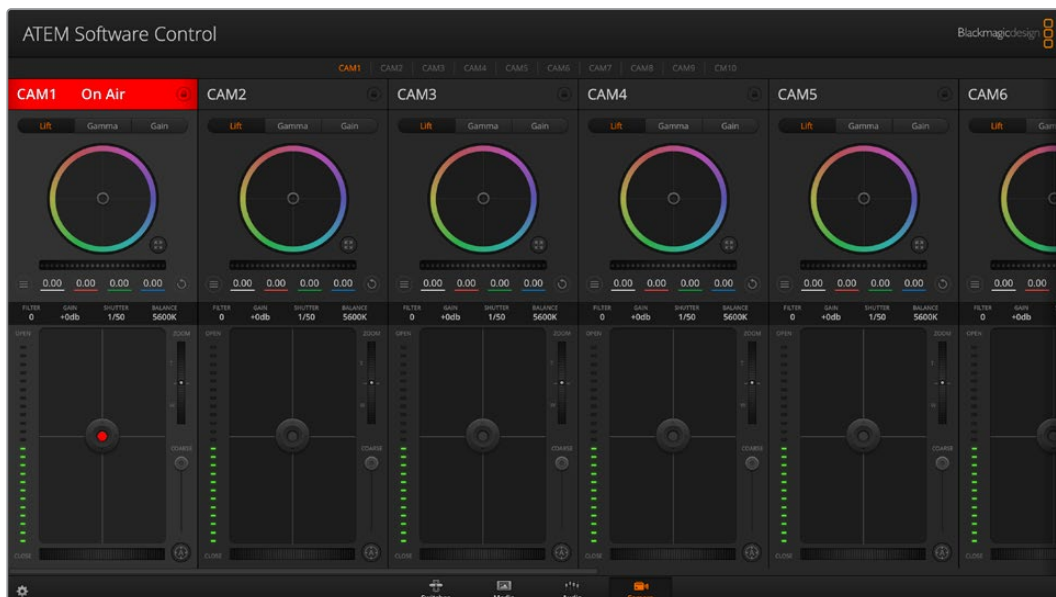 ATEM Software Control
Blackmagicdesign
CAM1 CAM2 CAM3 CAM4 CAM5 CAM6 CAM7 CAM8 CAM9 CM10
CAM1 On Air CAM2 CAM3 CAM4 CAM5 CAM6
Lift Gamma Gain Lift Gamma Gain Lift Gamma Gain Lift Gamma Gain Lift Gamma Gain Lift
0.00 0.00 0.00 0.00 0.00 0.00 0.00 0.00 0.00 0.00 0.00 0.00 0.00 0.00 0.00 0.00 0.00 0.00 0.00 0.00 0.00 0.00
FILTER GAIN SHUTTER BALANCE FILTER GAIN SHUTTER BALANCE FILTER GAIN SHUTTER BALANCE FILTER GAIN SHUTTER BALANCE FILTER GAIN SHUTTER BALANCE FILTER GAIN
0 +0db 1/50 5600K 0 +0db 1/50 5600K 0 +0db 1/50 5600K 0 +0db 1/50 5600K 0 +0db 1/50 5600K 0 +0db
OPEN ZOOM OPEN ZOOM OPEN ZOOM OPEN ZOOM OPEN ZOOM OPEN
COARSE COARSE COARSE COARSE COARSE
CLOSE CLOSE CLOSE CLOSE CLOSE CLOSE